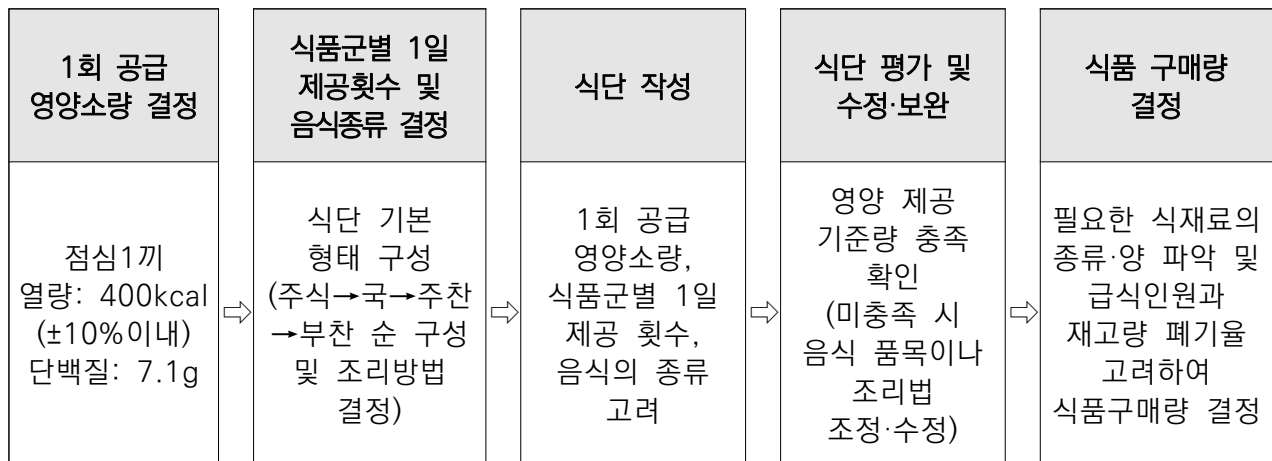 1회 공급
영양소량 결정
식품군별 1일
제공횟수 및
음식종류 결정
식단 작성
식단 평가 및
수정·보완
식품 구매량
결정
점심1끼
열량: 400kcal
(±10%이내)
단백질: 7.1g
⇨
식단 기본
형태 구성
(주식→국→주찬
→부찬 순 구성
및 조리방법
결정)
⇨
1회 공급
영양소량,
식품군별 1일
제공 횟수,
음식의 종류
고려
⇨
영양 제공
기준량 충족
확인
(미충족 시
음식 품목이나
조리법
조정·수정)
⇨
필요한 식재료의
종류·양 파악 및
급식인원과
재고량 폐기율
고려하여
식품구매량 결정